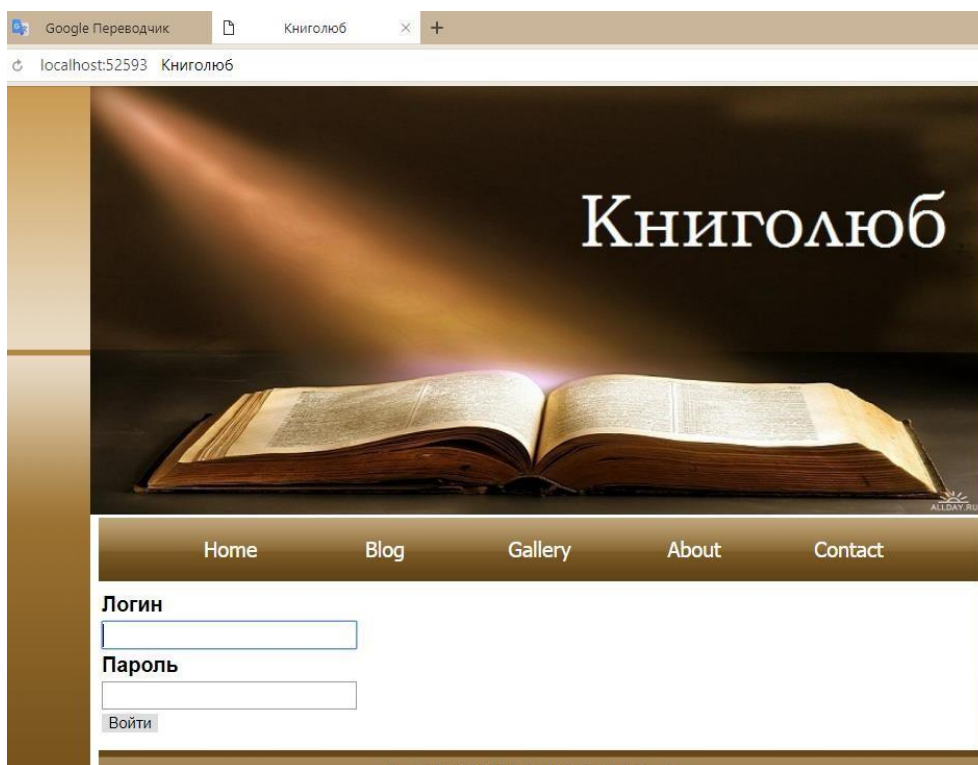 Google Переводчик
Книголюб
localhost:52593 Книголюб
Книголюб
ALLDAY.RU
Home Blog Gallery About Contact
Логин
Пароль
Войти